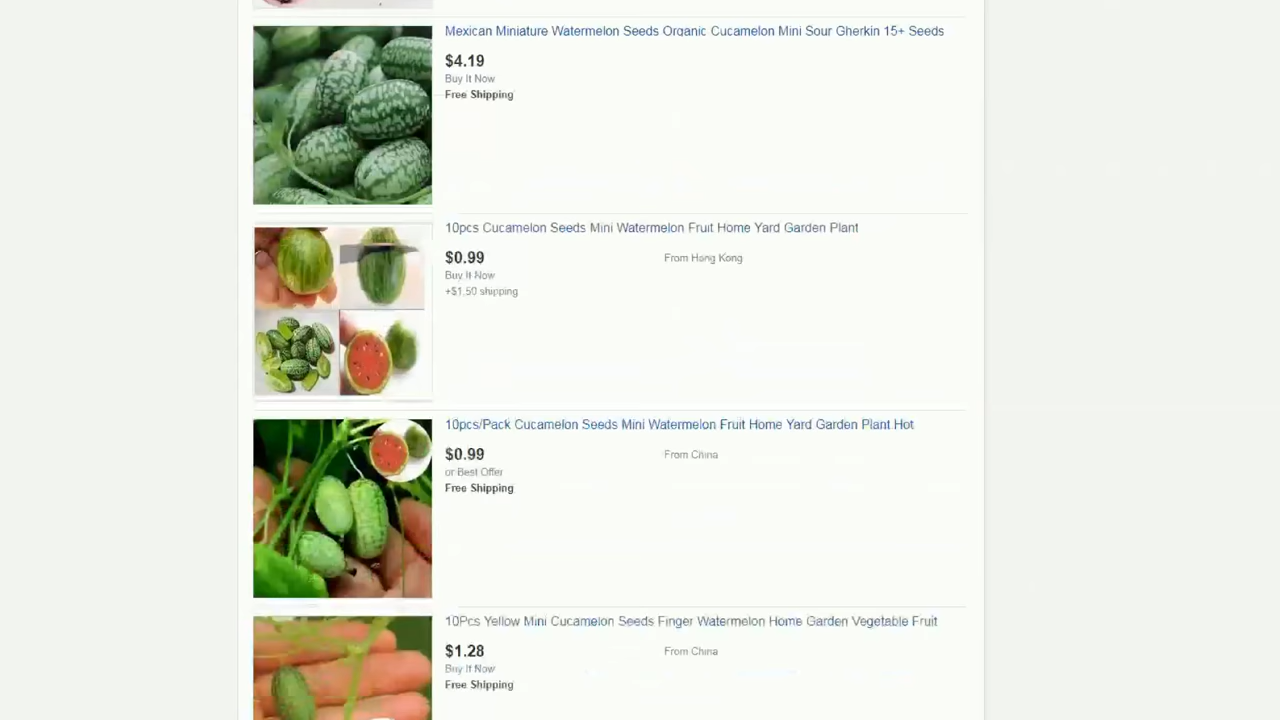 Mexican Miniature Watermelon Seeds Organic Cucamelon Mini Sour Gherkin 15+ Seeds
$4.19
Buy It Now
Free Shipping
10pcs Cucamelon Seeds Mini Watermelon Fruit Home Yard Garden Plant
$0.99 From Hong Kong
Buy It Now
+$1.50 shipping
10pcs/Pack Cucamelon Seeds Mini Watermelon Fruit Home Yard Garden Plant Hot
$0.99 From China
or Best Offer
Free Shipping
10Pcs Yellow Mini Cucamelon Seeds Finger Watermelon Home Garden Vegetable Fruit
$1.28 From China
Buy It Now
Free Shipping